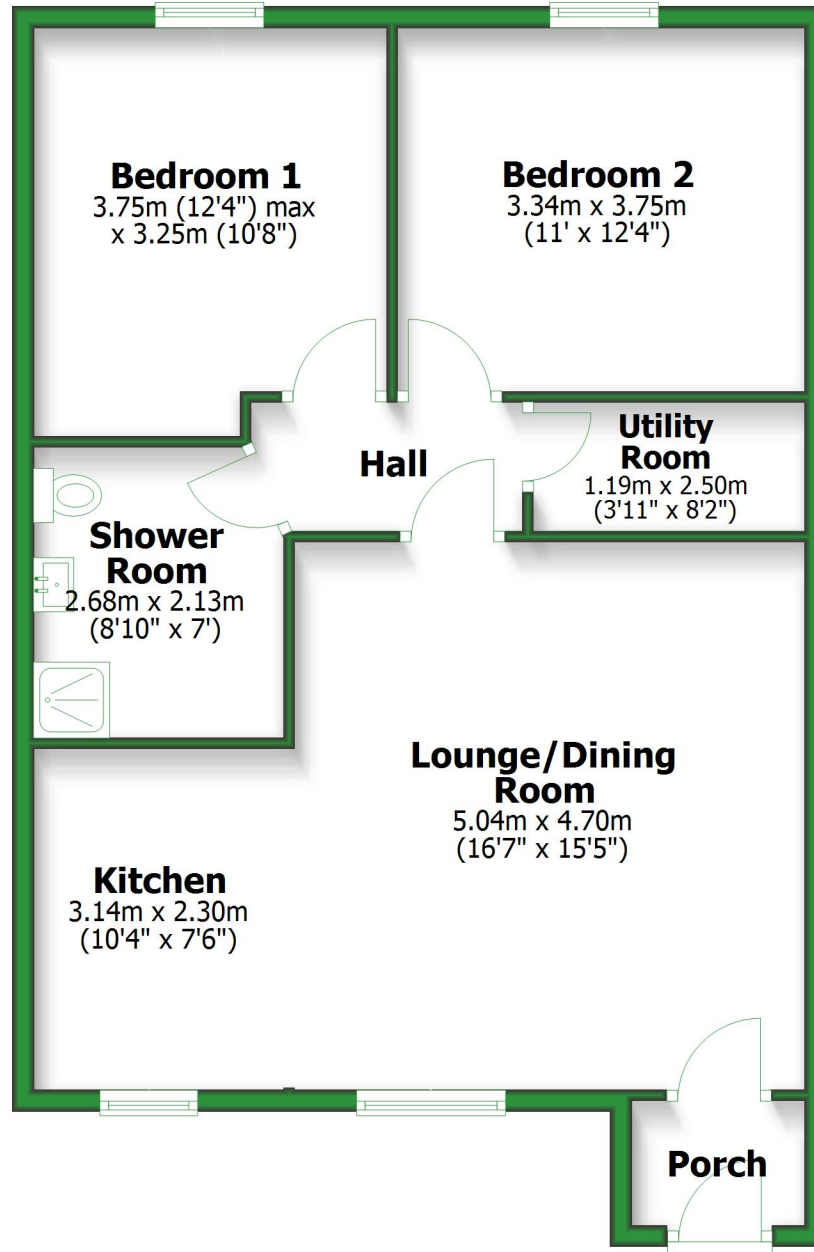 Bedroom 1
3.75m (12'4") max
x 3.25m (10'8")
Bedroom 2
3.34m x 3.75m
(11' x 12'4")
Hall
Utility
Room
1.19m x 2.50m
(3'11" x 8'2")
Shower
Room
2.68m x 2.13m
(8'10" x 7')
Lounge/Dining
Room
5.04m x 4.70m
(16'7" x 15'5")
Kitchen
3.14m x 2.30m
(10'4" x 7'6")
Porch